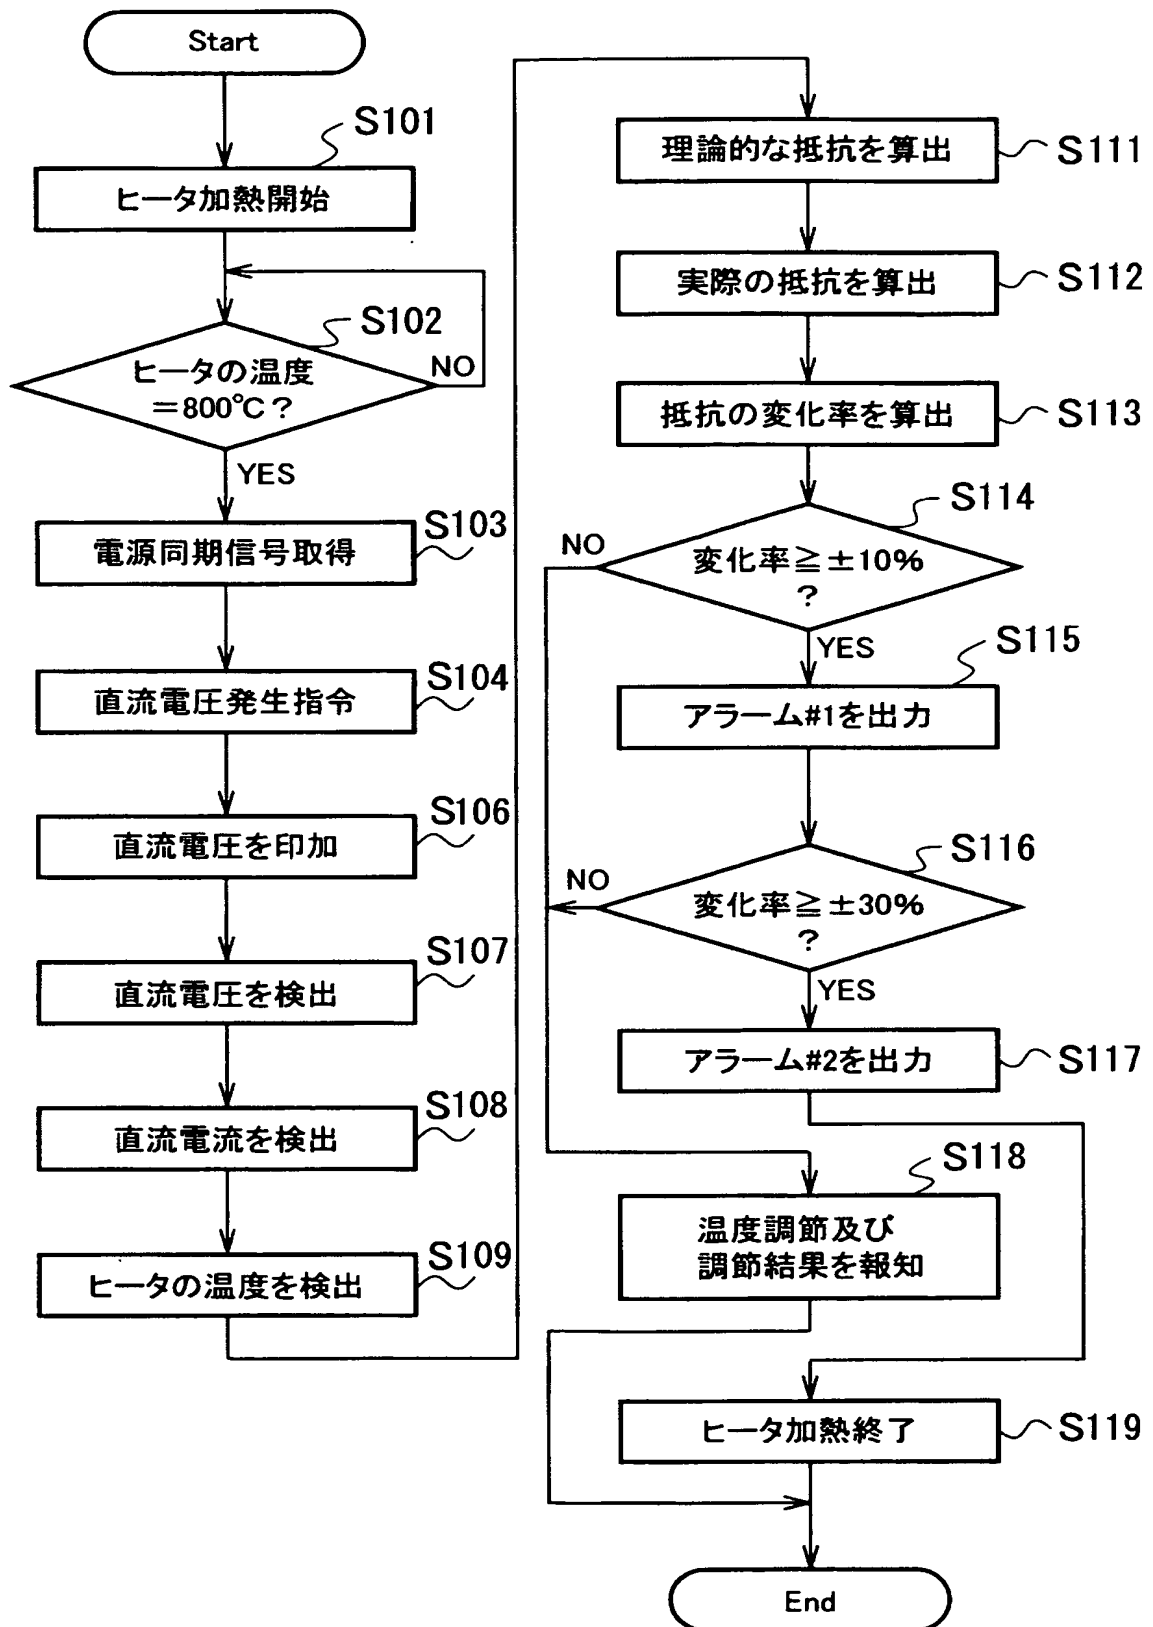 Start
S101
ヒータ加熱開始
S102
ヒータの温度
=800℃?
NO
YES
S103
電源同期信号取得
S104
直流電圧発生指令
S106
直流電圧を印加
S107
直流電圧を検出
S108
直流電流を検出
S109
ヒータの温度を検出
理論的な抵抗を算出
S111
実際の抵抗を算出
S112
抵抗の変化率を算出
S113
S114
NO
変化率≧±10%
?
YES
S115
アラーム#1を出力
S116
NO
変化率≧±30%
?
YES
アラーム#2を出力
S117
S118
温度調節及び
調節結果を報知
ヒータ加熱終了
S119
End